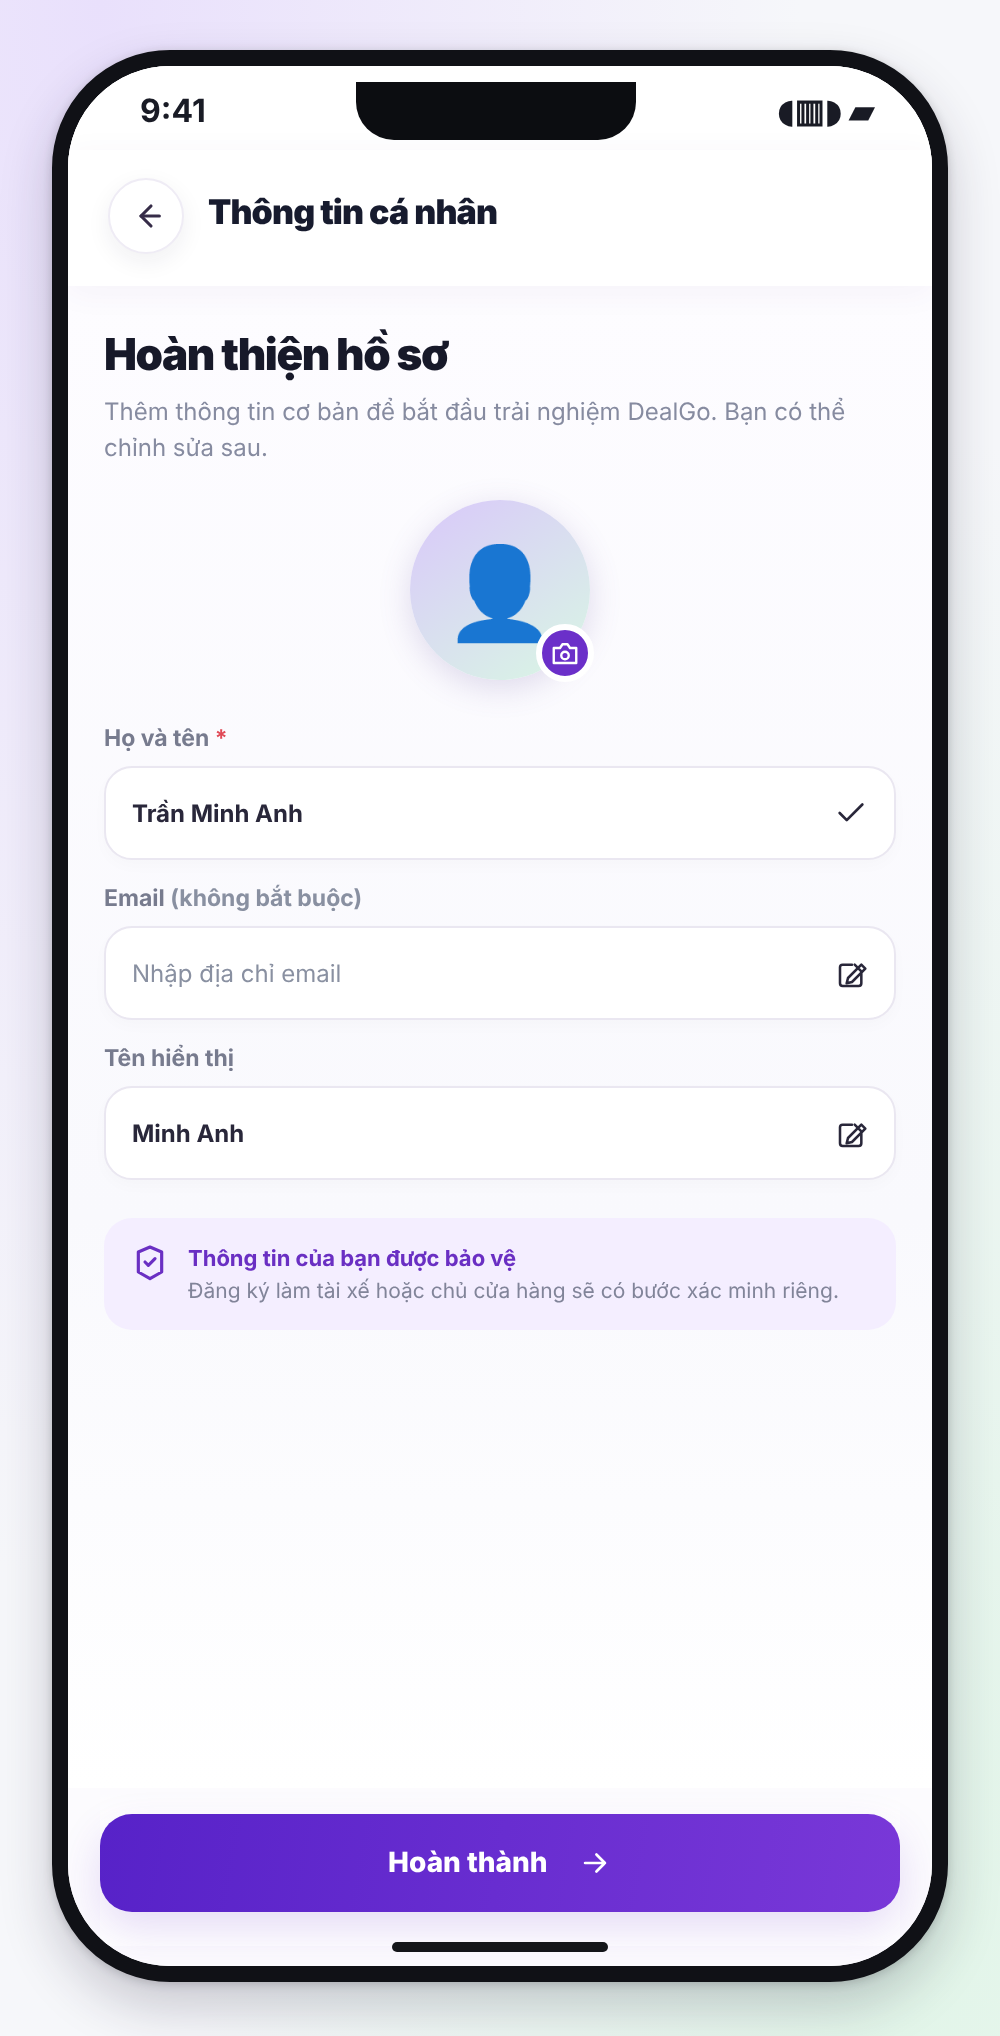 9:41
Thông tin cá nhân
Hoàn thiện hồ sơ
Thêm thông tin cơ bản để bắt đầu trải nghiệm DealGo. Bạn có thể
chỉnh sửa sau.
Họ và tên *
Trần Minh Anh
Email (không bắt buộc)
Nhập địa chỉ email
Tên hiển thị
Minh Anh
Thông tin của bạn được bảo vệ
Đăng ký làm tài xế hoặc chủ cửa hàng sẽ có bước xác minh riêng.
Hoàn thành →